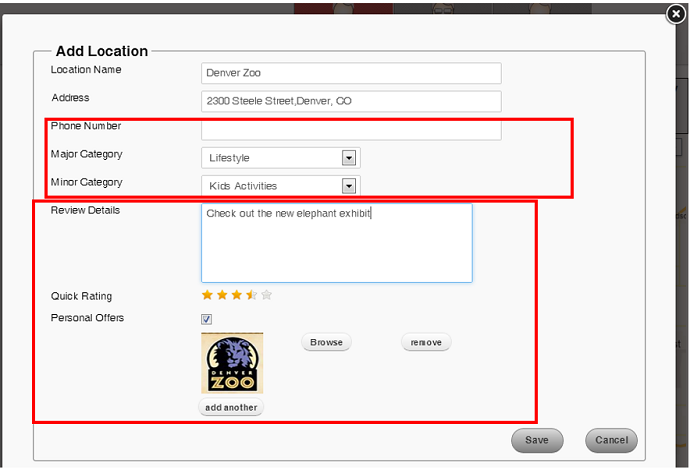 Add Location
Location Name
Denver Zoo
Address
2300 Steele Street,Denver, CO
Phone Number
Major Category
Lifestyle
Minor Category
Kids Activities
Review Details
Check out the new elephant exhibit
Quick Rating
Personal Offers
DENVER
ZOO
Browse
remove
add another
Save
Cancel